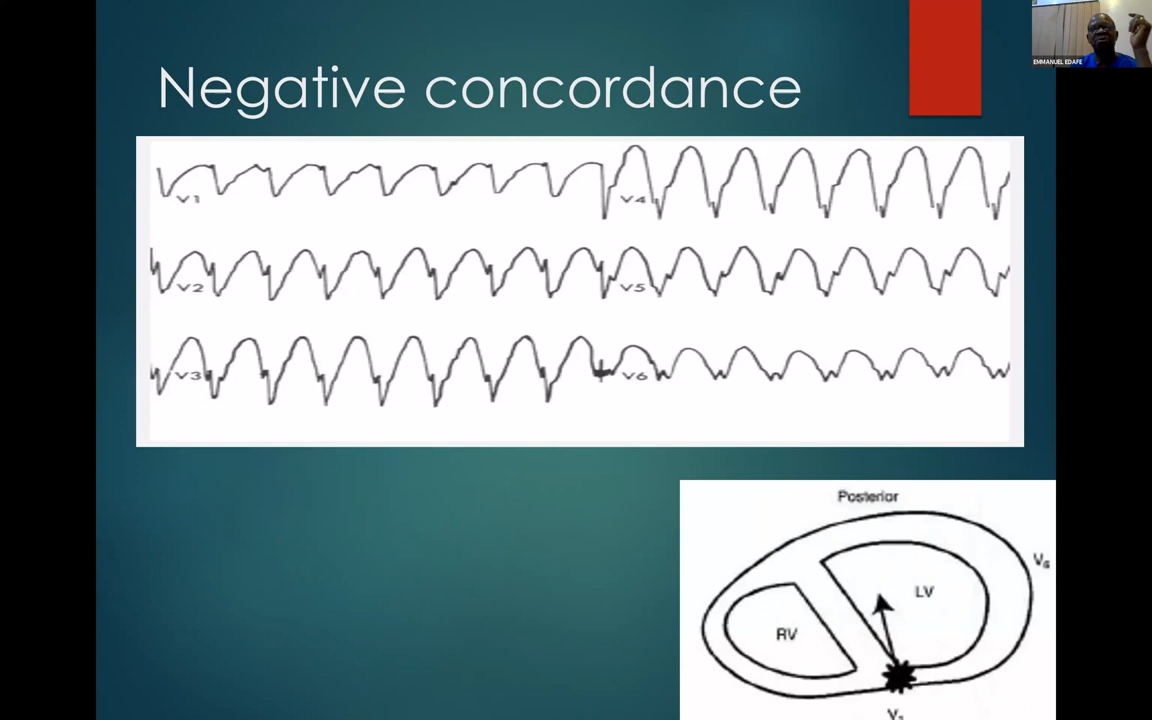 Negative concordance
EMMANUEL EDAFE
V1
V4
V2
V5
V3
V6
Posterior
V6
LV
RV